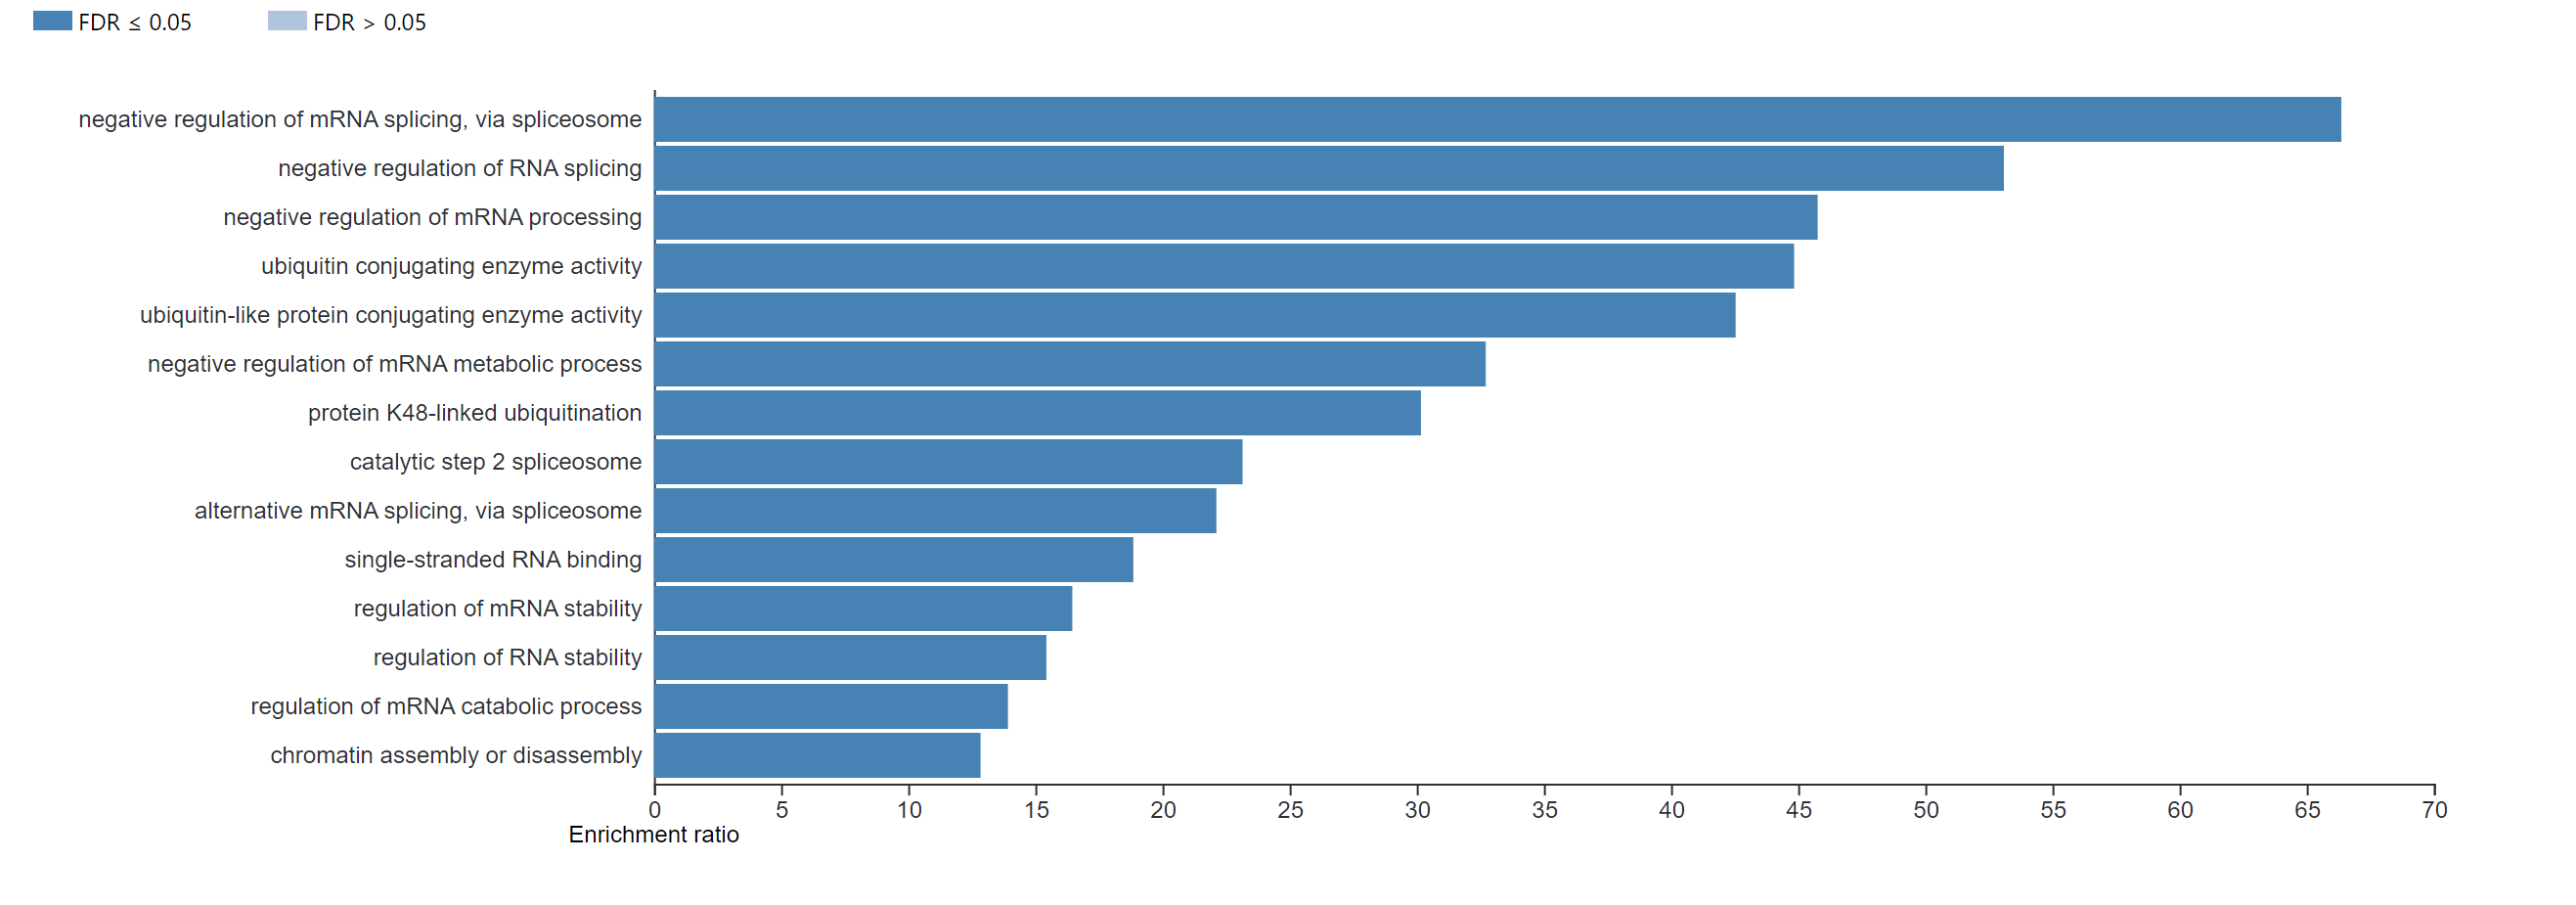 FDR ≤ 0.05 FDR > 0.05
negative regulation of mRNA splicing, via spliceosome
negative regulation of RNA splicing
negative regulation of mRNA processing
ubiquitin conjugating enzyme activity
ubiquitin-like protein conjugating enzyme activity
negative regulation of mRNA metabolic process
protein K48-linked ubiquitination
catalytic step 2 spliceosome
alternative mRNA splicing, via spliceosome
single-stranded RNA binding
regulation of mRNA stability
regulation of RNA stability
regulation of mRNA catabolic process
chromatin assembly or disassembly
0 5 10 15 20 25 30 35 40 45 50 55 60 65 70
Enrichment ratio